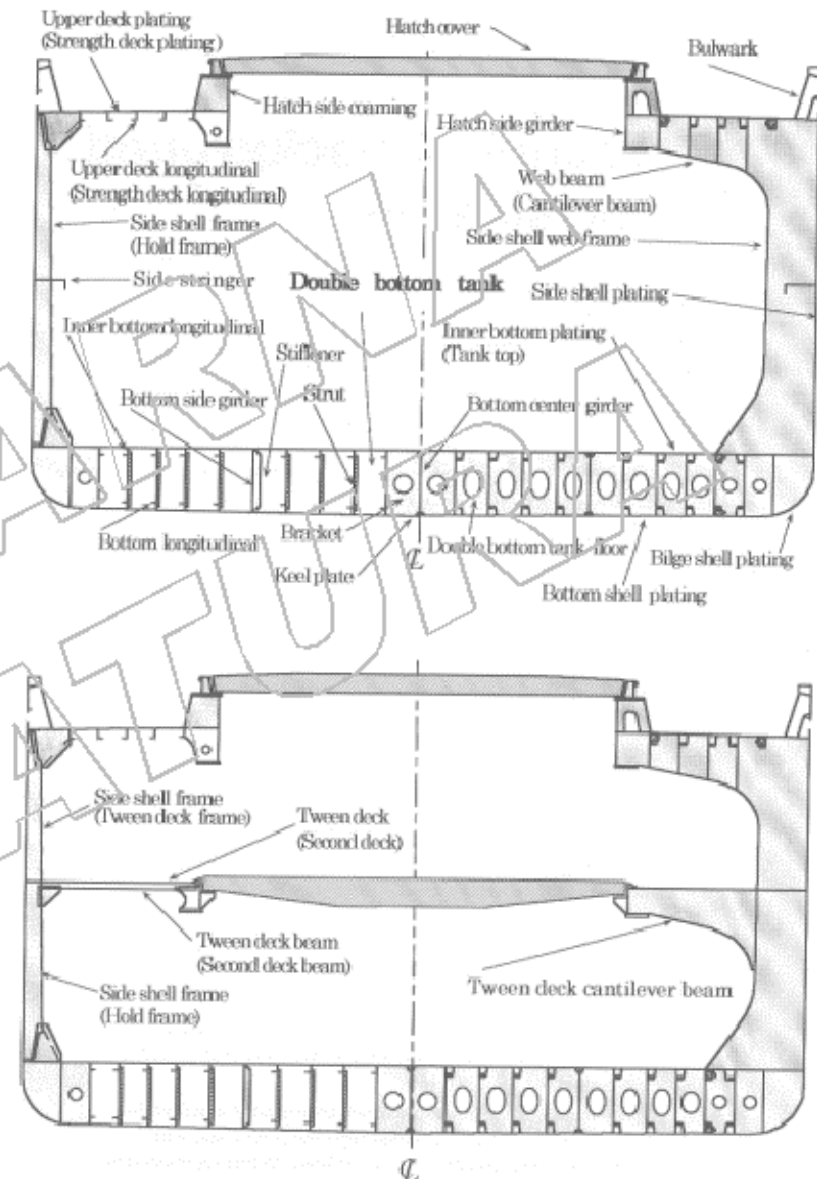 Upper deck plating
(Strength deck plating)
Hatch cover
Bulwark
Hatch side coaming
Hatch side girder
Upper deck longitudinal
(Strength deck longitudinal)
Web beam
(Cantilever beam)
Side shell frame
(Hold frame)
Side shell web frame
Side stringer
Double bottom tank
Side shell plating
Inner bottom longitudinal
Inner bottom plating
(Tank top)
Stiffener
Bottom side girder
Strut
Bottom center girder
Bottom longitudinal
Bracket
Double bottom tank floor
Bilge shell plating
Keel plate
Bottom shell plating
Side shell frame
(Tween deck frame)
Tween deck
(Second deck)
Tween deck beam
(Second deck beam)
Tween deck cantilever beam
Side shell frame
(Hold frame)